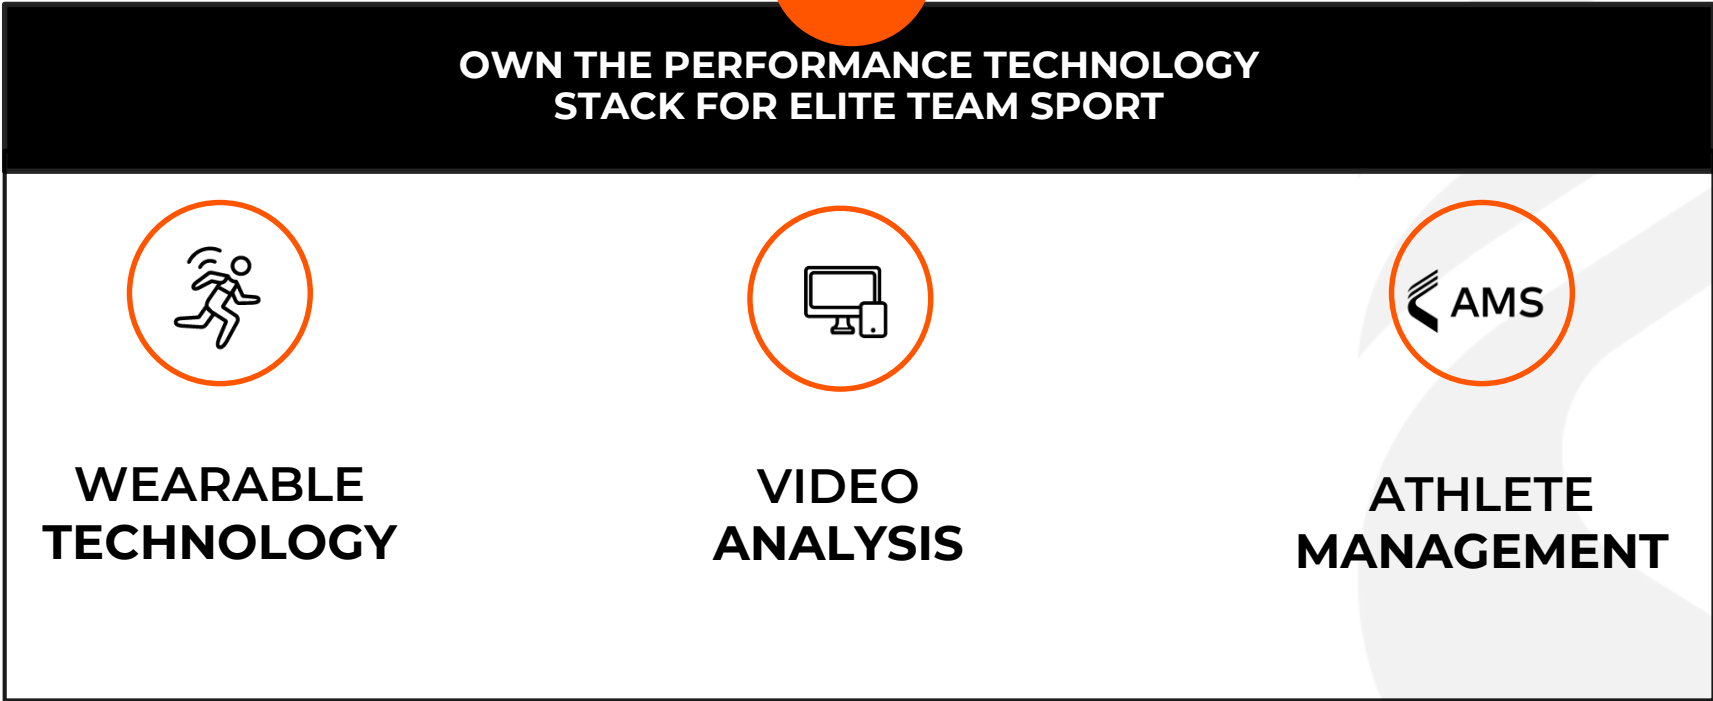 OWN THE PERFORMANCE TECHNOLOGY
STACK FOR ELITE TEAM SPORT
AMS
WEARABLE
TECHNOLOGY
VIDEO
ANALYSIS
ATHLETE
MANAGEMENT